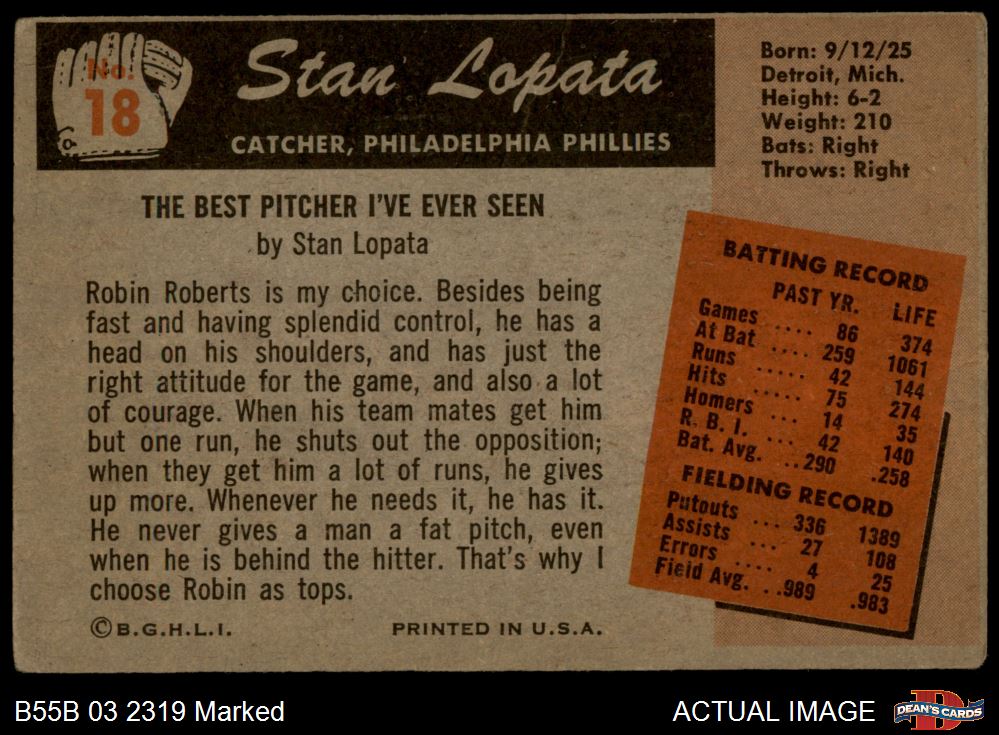 No.
18
Stan Lopata
CATCHER, PHILADELPHIA PHILLIES
Born: 9/12/25
Detroit, Mich.
Height: 6-2
Weight: 210
Bats: Right
Throws: Right
THE BEST PITCHER I'VE EVER SEEN
by Stan Lopata
Robin Roberts is my choice. Besides being
fast and having splendid control, he has a
head on his shoulders, and has just the
right attitude for the game, and also a lot
of courage. When his team mates get him
but one run, he shuts out the opposition;
when they get him a lot of runs, he gives
up more. Whenever he needs it, he has it.
He never gives a man a fat pitch, even
when he is behind the hitter. That's why I
choose Robin as tops.
©B.G.H.L.I. PRINTED IN U.S.A.
BATTING RECORD
PAST YR. LIFE
Games .... 86 374
At Bat .... 259 1061
Runs ..... 42 144
Hits ..... 75 274
Homers ... 14 35
R. B. I. ... 42 140
Bat. Avg. ...290 .258
FIELDING RECORD
Putouts ... 336 1389
Assists ... 27 108
Errors .... 4 25
Field Avg. ..989 .983
B55B 03 2319 Marked
ACTUAL IMAGE
DEAN'S CARDS